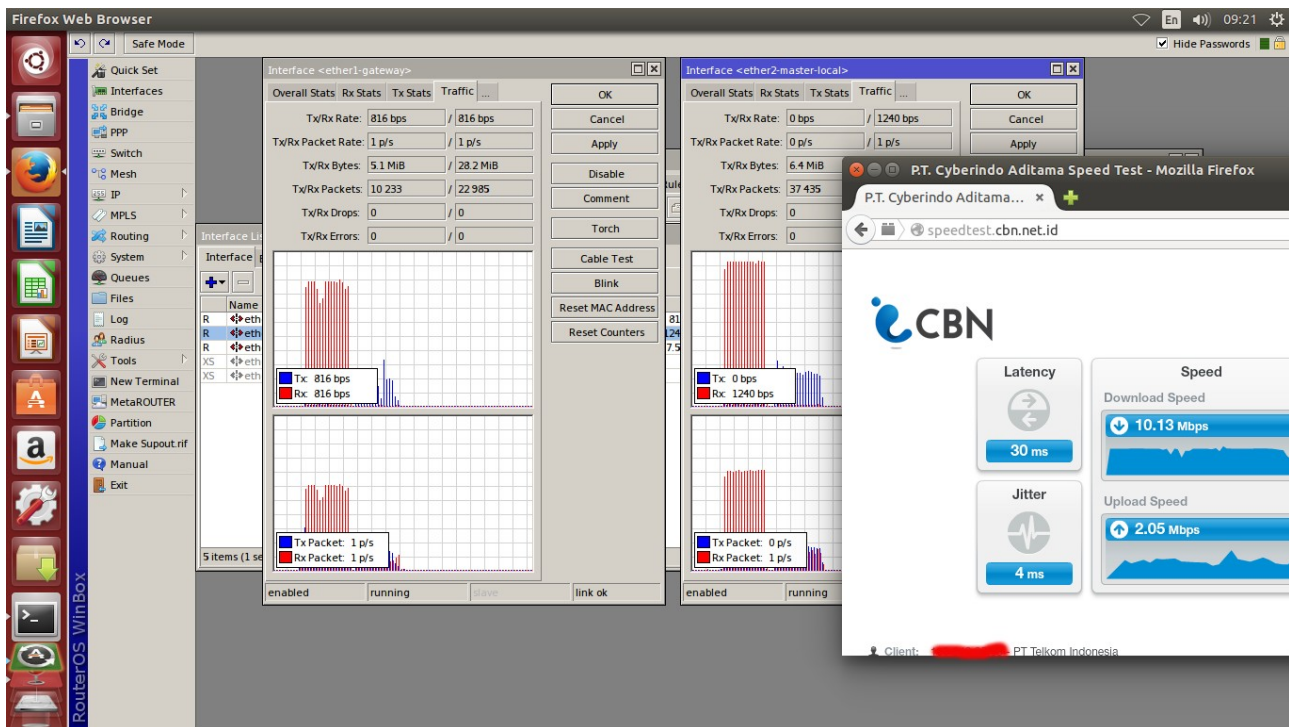 Firefox Web Browser
En
09:21
Safe Mode
Hide Passwords
Quick Set
Interfaces
Bridge
PPP
Switch
Mesh
IP
MPLS
Routing
System
Queues
Files
Log
Radius
Tools
New Terminal
MetaROUTER
Partition
Make Supout.rif
Manual
Exit
RouterOS WinBox
Interface Lis
Interface
Name
R eth
R eth
R eth
XS eth
XS eth
5 items (1 se
Interface <ether1-gateway>
Overall Stats Rx Stats Tx Stats Traffic ...
Tx/Rx Rate: 816 bps / 816 bps
Tx/Rx Packet Rate: 1 p/s / 1 p/s
Tx/Rx Bytes: 5.1 MiB / 28.2 MiB
Tx/Rx Packets: 10 233 / 22 985
Tx/Rx Drops: 0 / 0
Tx/Rx Errors: 0 / 0
Tx: 816 bps
Rx: 816 bps
Tx Packet: 1 p/s
Rx Packet: 1 p/s
enabled running slave link ok
OK
Cancel
Apply
Disable
Comment
Torch
Cable Test
Blink
Reset MAC Address
Reset Counters
Interface <ether2-master-local>
Overall Stats Rx Stats Tx Stats Traffic ...
Tx/Rx Rate: 0 bps / 1240 bps
Tx/Rx Packet Rate: 0 p/s / 1 p/s
Tx/Rx Bytes: 6.4 MiB
Tx/Rx Packets: 37 435
Tx/Rx Drops: 0
Tx/Rx Errors: 0
Tx: 0 bps
Rx: 1240 bps
Tx Packet: 0 p/s
Rx Packet: 1 p/s
enabled running
OK
Cancel
Apply
P.T. Cyberindo Aditama Speed Test - Mozilla Firefox
P.T. Cyberindo Aditama...
speedtest.cbn.net.id
CBN
Latency
30 ms
Jitter
4 ms
Speed
Download Speed
10.13 Mbps
Upload Speed
2.05 Mbps
Client: PT Telkom Indonesia